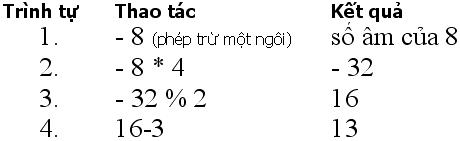 Trình tự Thao tác Kết quả
1. - 8 (phép trừ một ngôi) số âm của 8
2. - 8 * 4 - 32
3. - 32 % 2 16
4. 16-3 13